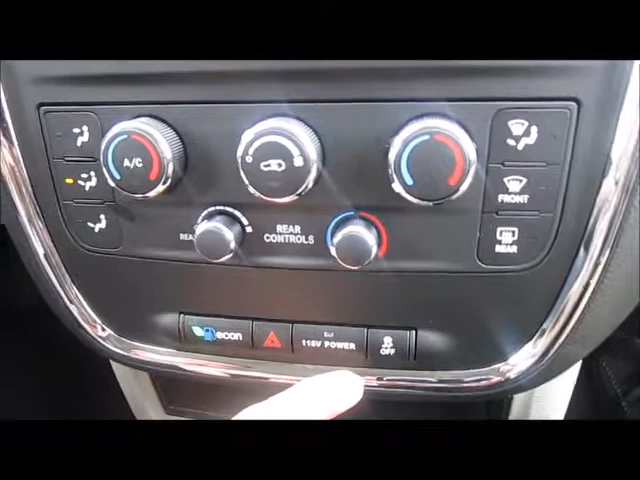 A/C
FRONT
REAR
REAR
CONTROLS
REAR
econ
115V POWER
OFF